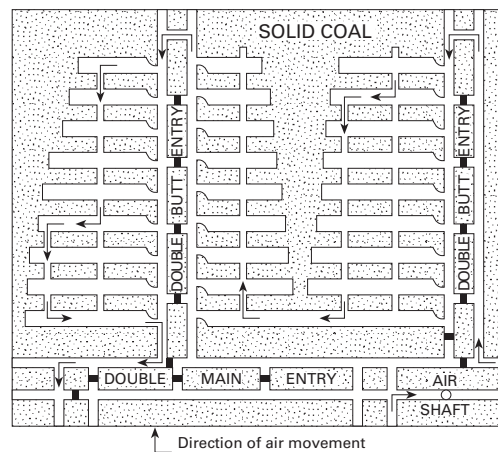 SOLID COAL
DOUBLE BUTT ENTRY
DOUBLE BUTT ENTRY
DOUBLE MAIN ENTRY
AIR
SHAFT
Direction of air movement